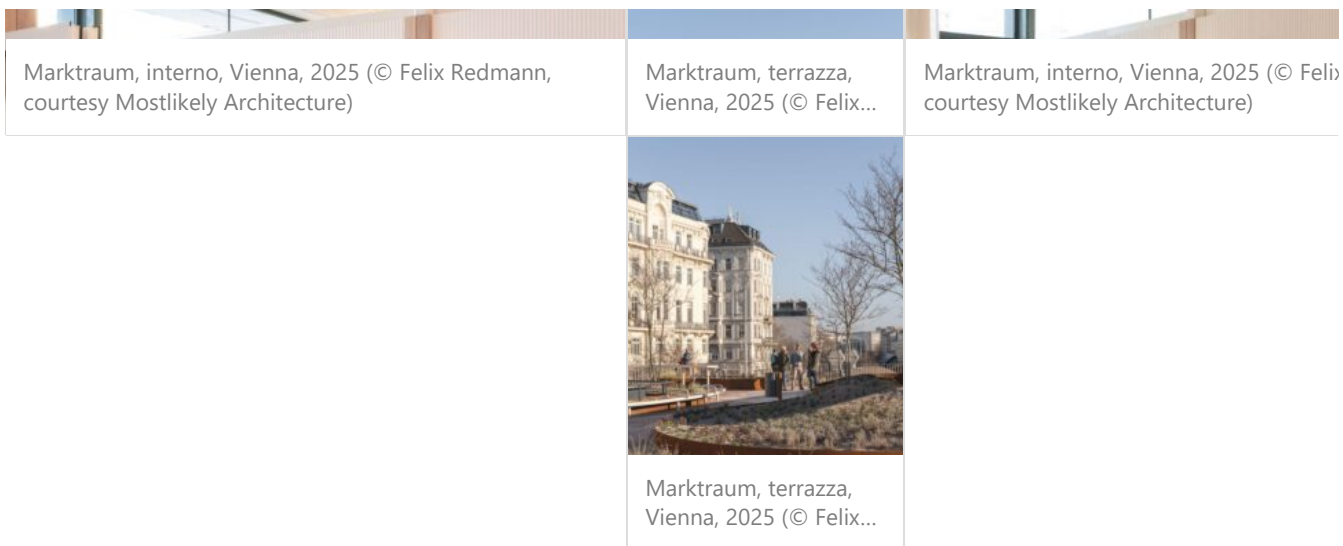 Marktraum, interno, Vienna, 2025 (© Felix Redmann,
courtesy Mostlikely Architecture)
Marktraum, terrazza,
Vienna, 2025 (© Felix...
Marktraum, interno, Vienna, 2025 (© Felix
courtesy Mostlikely Architecture)
Marktraum, terrazza,
Vienna, 2025 (© Felix...